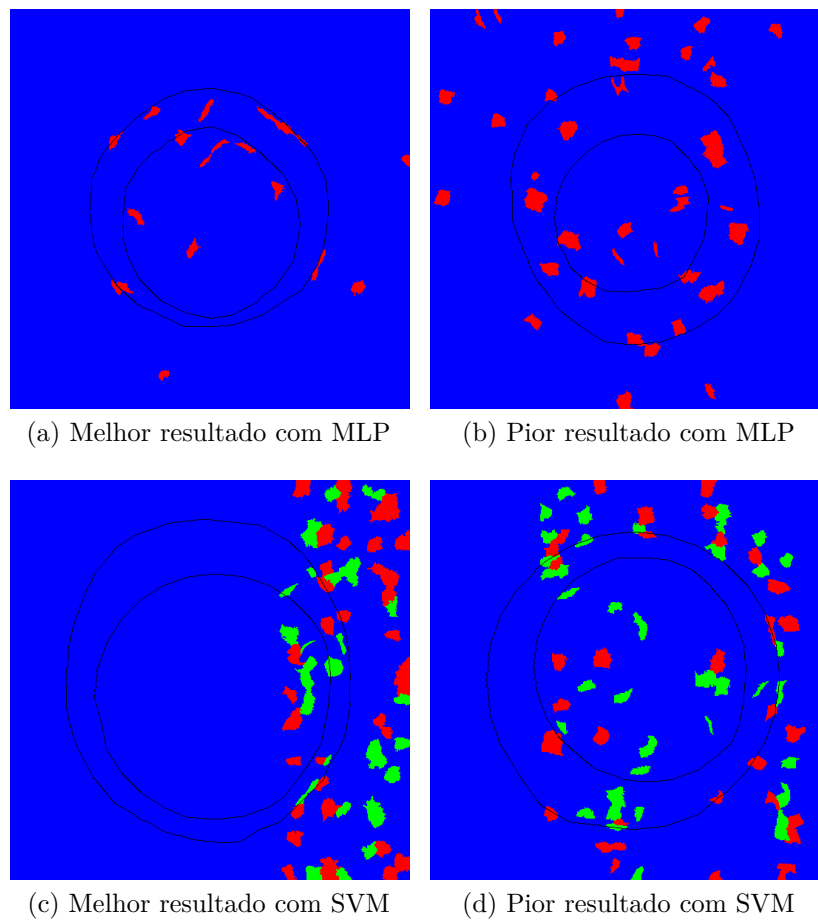 (a) Melhor resultado com MLP
(b) Pior resultado com MLP
(c) Melhor resultado com SVM
(d) Pior resultado com SVM